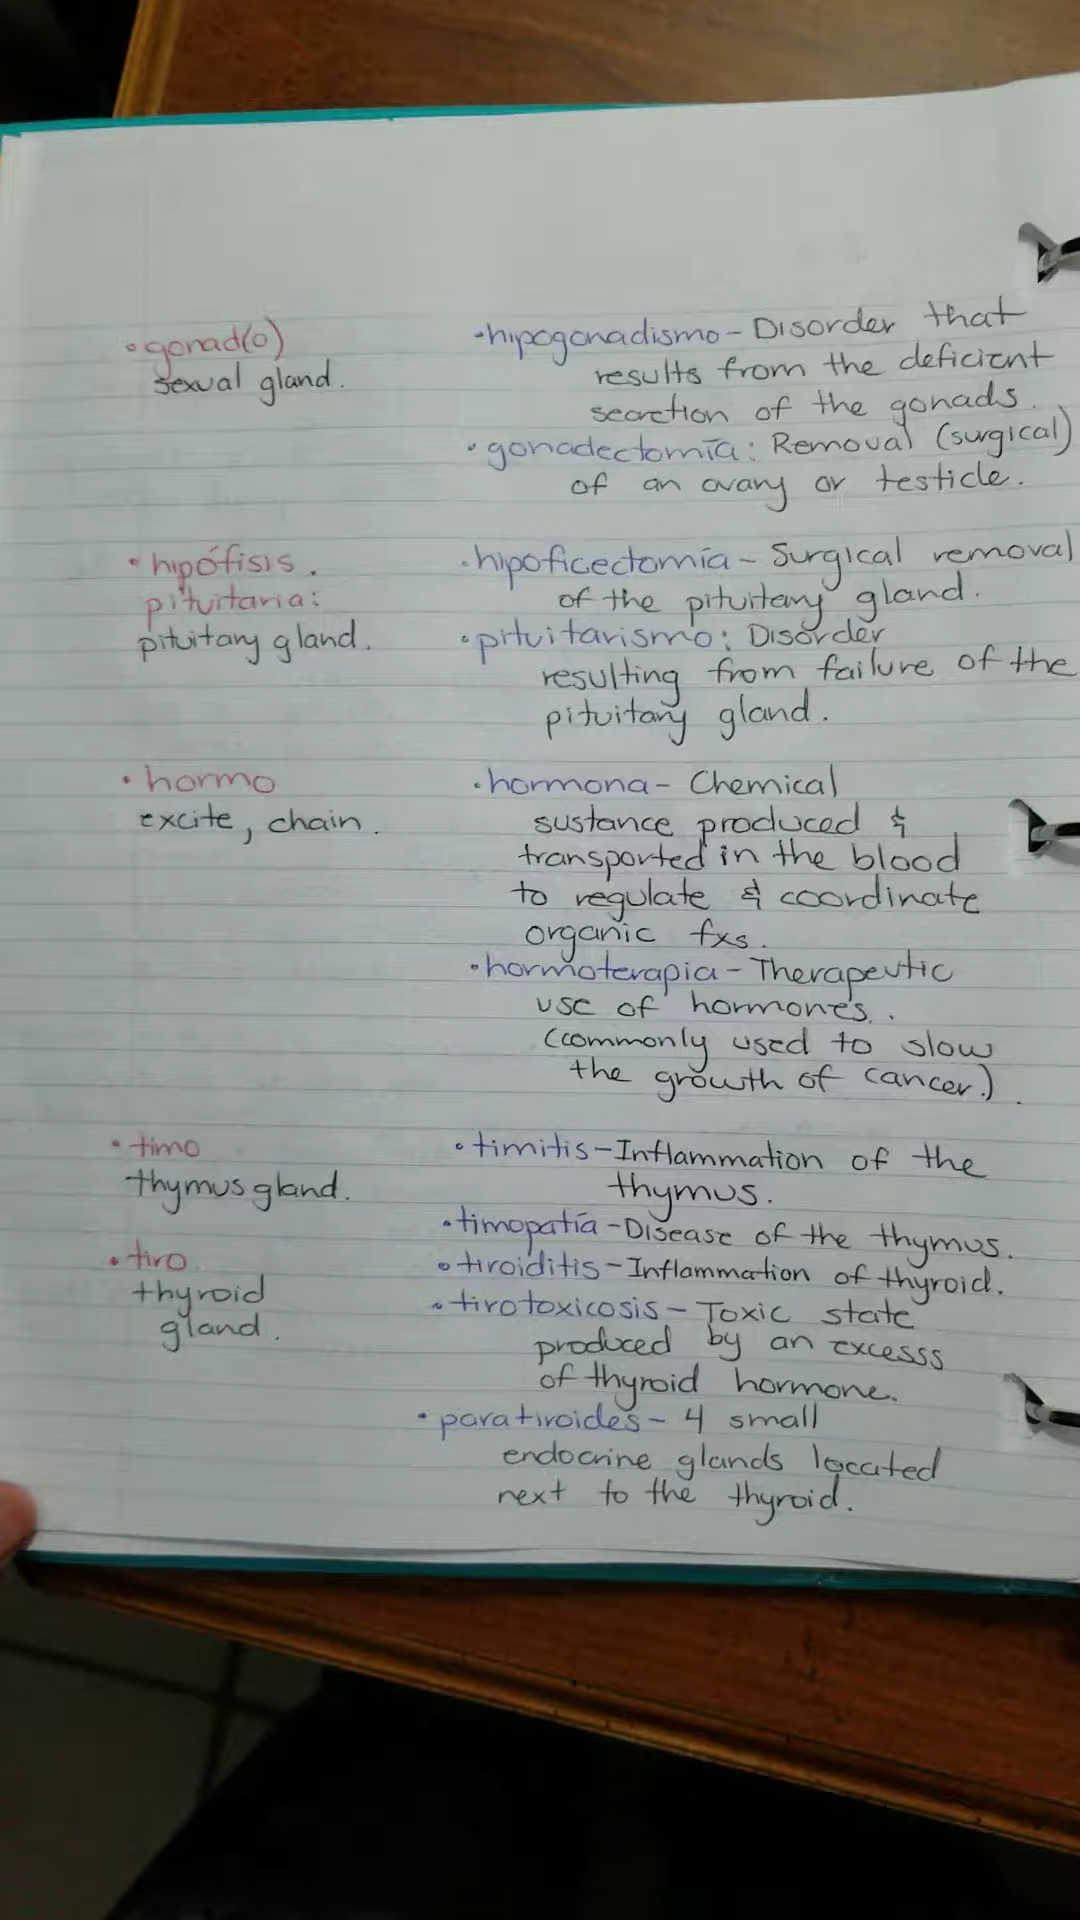 • gonad(o)
sexual gland.
• hipogonadismo - Disorder that
results from the deficient
secretion of the gonads.
• gonadectomía: Removal (surgical)
of an ovary or testicle.
• hipófisis.
pituitaria:
pituitary gland.
• hipoficectomía - Surgical removal
of the pituitary gland.
• pituitarismo: Disorder
resulting from failure of the
pituitary gland.
• hormo
excite, chain.
• hormona - Chemical
sustance produced &
transported in the blood
to regulate & coordinate
organic fxs.
• hormoterapia - Therapeutic
use of hormones.
(commonly used to slow
the growth of cancer.)
• timo
thymus gland.
• timitis - Inflammation of the
thymus.
• timopatía - Disease of the thymus.
• tiro
thyroid
gland.
• tiroiditis - Inflammation of thyroid.
• tirotoxicosis - Toxic state
produced by an excesss
of thyroid hormone.
• paratiroides - 4 small
endocrine glands located
next to the thyroid.